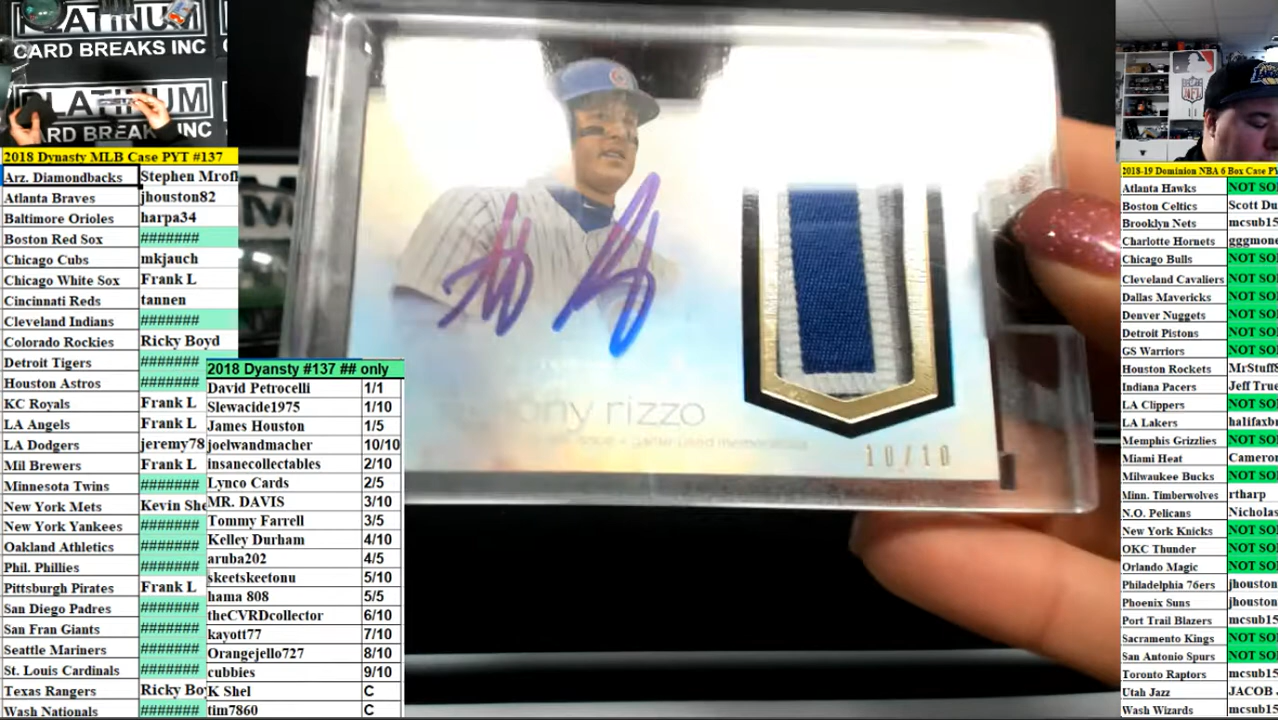 PLATINUM
CARD BREAKS INC
PLATINUM
CARD BREAKS INC
2018 Dynasty MLB Case PYT #137
Arz. Diamondbacks Stephen Mrofl
Atlanta Braves jhouston82
Baltimore Orioles harpa34
Boston Red Sox #######
Chicago Cubs mkjauch
Chicago White Sox Frank L
Cincinnati Reds tannen
Cleveland Indians #######
Colorado Rockies Ricky Boyd
Detroit Tigers #######
Houston Astros #######
KC Royals Frank L
LA Angels Frank L
LA Dodgers jeremy78
Mil Brewers Frank L
Minnesota Twins #######
New York Mets Kevin She
New York Yankees #######
Oakland Athletics #######
Phil. Phillies #######
Pittsburgh Pirates Frank L
San Diego Padres #######
San Fran Giants #######
Seattle Mariners #######
St. Louis Cardinals #######
Texas Rangers Ricky Bo
Wash Nationals #######
2018 Dyansty #137 ## only
David Petrocelli 1/1
Slewacide1975 1/10
James Houston 1/5
joelwandmacher 10/10
insanecollectables 2/10
Lynco Cards 2/5
MR. DAVIS 3/10
Tommy Farrell 3/5
Kelley Durham 4/10
aruba202 4/5
skeetskeetonu 5/10
hama 808 5/5
theCVRDcollector 6/10
kayott77 7/10
Orangejello727 8/10
cubbies 9/10
K Shel C
tim7860 C
ny rizzo
10/10
2018-19 Dominion NBA 6 Box Case PY
Atlanta Hawks NOT SO
Boston Celtics Scott Du
Brooklyn Nets mcsub15
Charlotte Hornets gggmone
Chicago Bulls NOT SO
Cleveland Cavaliers NOT SO
Dallas Mavericks NOT SO
Denver Nuggets NOT SO
Detroit Pistons NOT SO
GS Warriors NOT SO
Houston Rockets MrStuff8
Indiana Pacers Jeff True
LA Clippers NOT SO
LA Lakers halifaxb
Memphis Grizzlies NOT SO
Miami Heat Cameron
Milwaukee Bucks NOT SO
Minn. Timberwolves rtharp
N.O. Pelicans Nicholas
New York Knicks NOT SO
OKC Thunder NOT SO
Orlando Magic NOT SO
Philadelphia 76ers jhouston
Phoenix Suns jhouston
Port Trail Blazers mcsub15
Sacramento Kings NOT SO
San Antonio Spurs NOT SO
Toronto Raptors mcsub15
Utah Jazz JACOB
Wash Wizards mcsub15